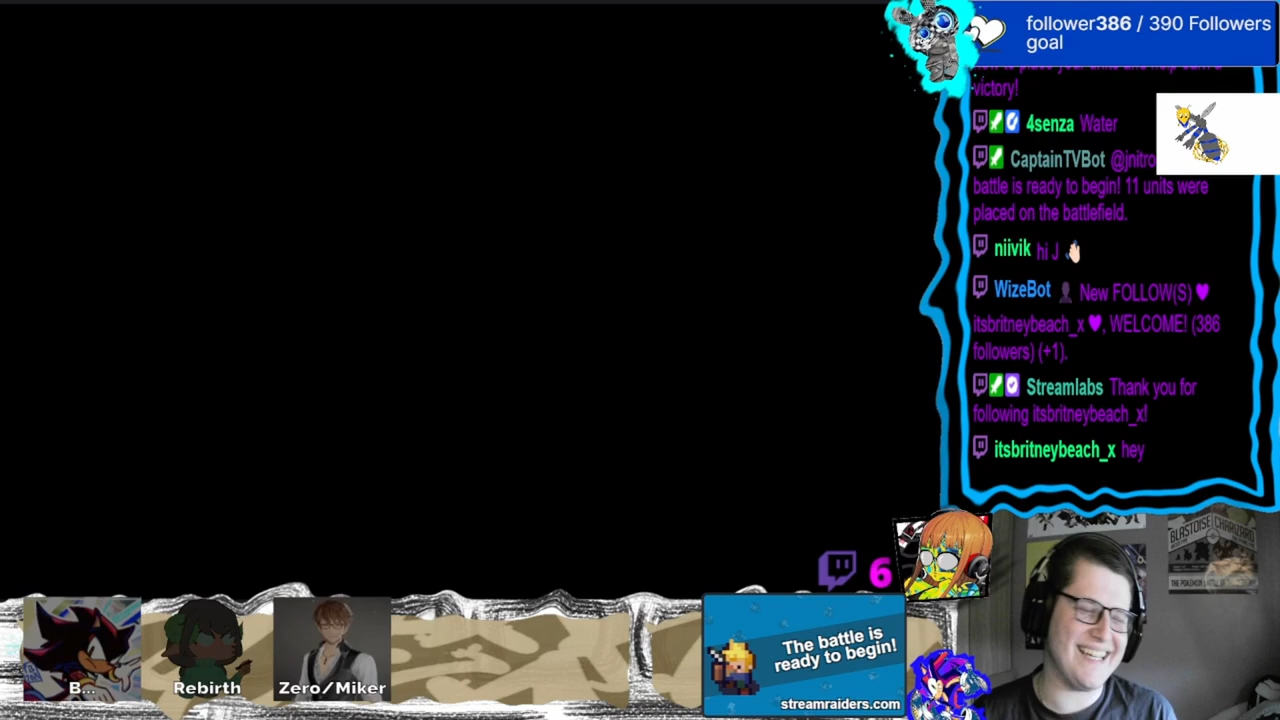 follower386 / 390 Followers
goal
victory!
4senza Water
CaptainTVBot @jnitro
battle is ready to begin! 11 units were
placed on the battlefield.
niivik hi J
WizeBot New FOLLOW(S)
itsbritneybeach_x, WELCOME! (386
followers) (+1).
Streamlabs Thank you for
following itsbritneybeach_x!
itsbritneybeach_x hey
6
BLASTOISE CHARIZARD
B...
Rebirth
Zero/Miker
The battle is
ready to begin!
streamraiders.com